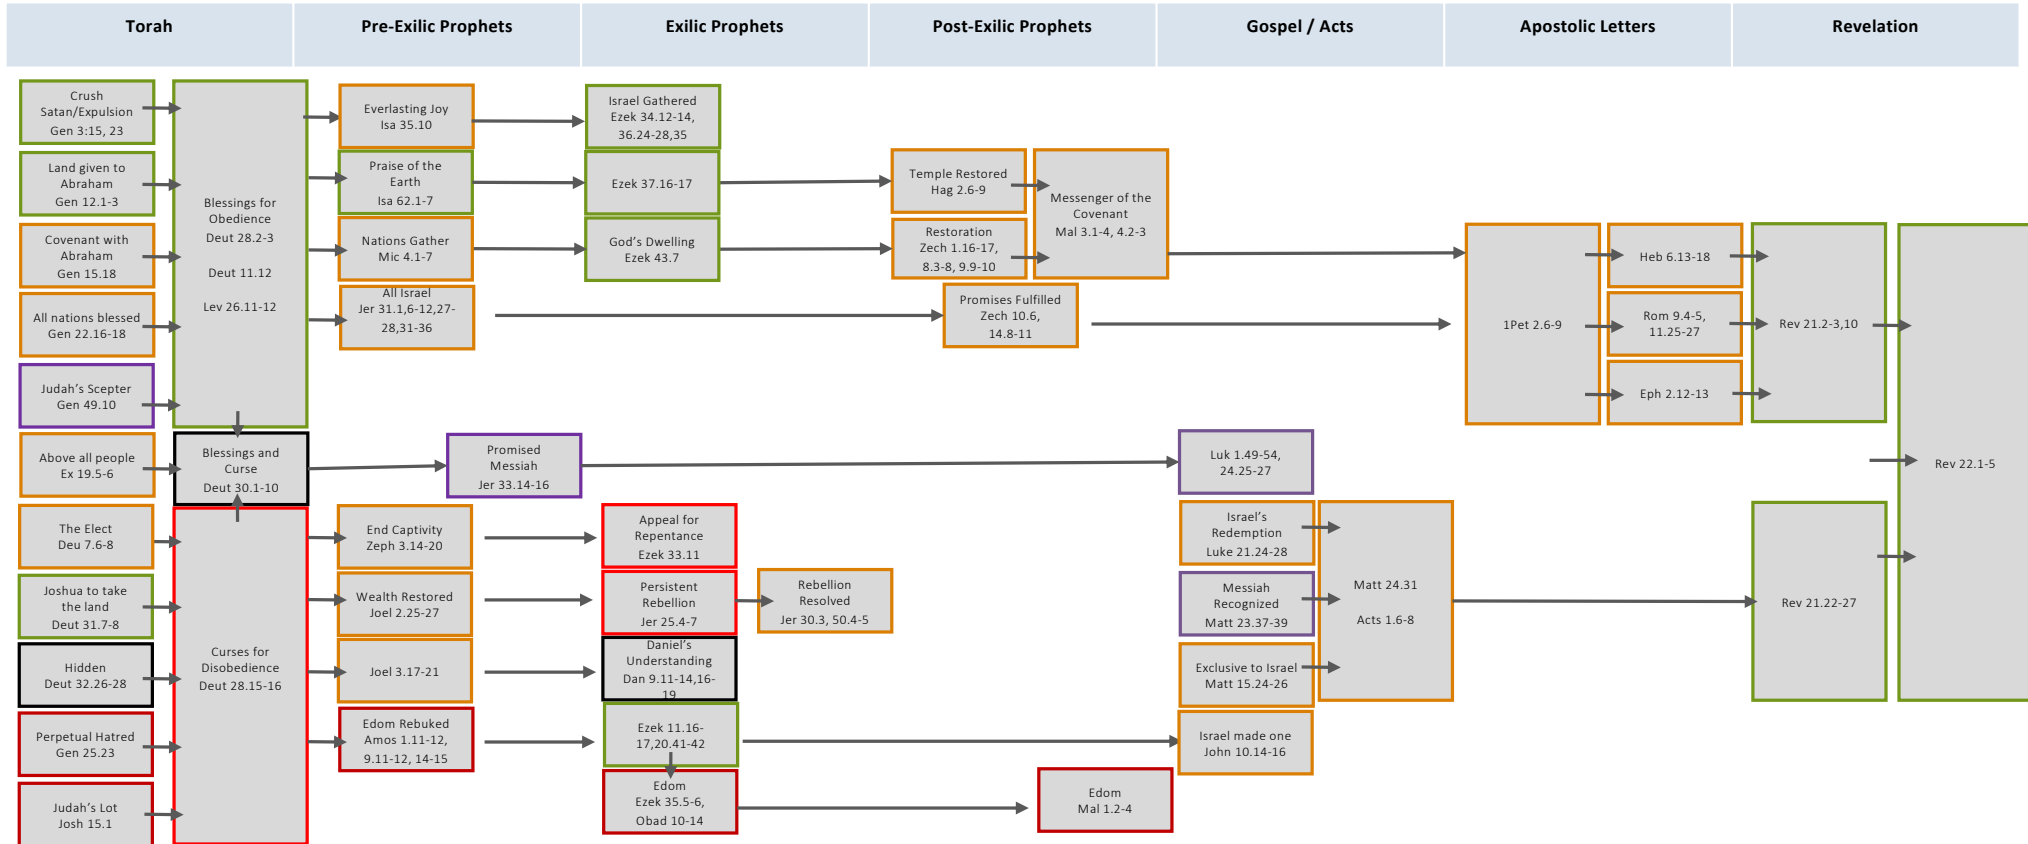 Torah
Pre-Exilic Prophets
Exilic Prophets
Post-Exilic Prophets
Gospel / Acts
Apostolic Letters
Revelation
Crush
Satan/Expulsion
Gen 3:15, 23
Land given to
Abraham
Gen 12.1-3
Covenant with
Abraham
Gen 15.18
All nations blessed
Gen 22.16-18
Judah’s Scepter
Gen 49.10
Above all people
Ex 19.5-6
The Elect
Deu 7.6-8
Joshua to take
the land
Deut 31.7-8
Hidden
Deut 32.26-28
Perpetual Hatred
Gen 25.23
Judah’s Lot
Josh 15.1
Blessings for
Obedience
Deut 28.2-3
Deut 11.12
Lev 26.11-12
Blessings and
Curse
Deut 30.1-10
Curses for
Disobedience
Deut 28.15-16
Everlasting Joy
Isa 35.10
Praise of the
Earth
Isa 62.1-7
Nations Gather
Mic 4.1-7
All Israel
Jer 31.1,6-12,27-
28,31-36
Promised
Messiah
Jer 33.14-16
End Captivity
Zeph 3.14-20
Wealth Restored
Joel 2.25-27
Joel 3.17-21
Edom Rebuked
Amos 1.11-12,
9.11-12, 14-15
Israel Gathered
Ezek 34.12-14,
36.24-28,35
Ezek 37.16-17
God’s Dwelling
Ezek 43.7
Appeal for
Repentance
Ezek 33.11
Persistent
Rebellion
Jer 25.4-7
Rebellion
Resolved
Jer 30.3, 50.4-5
Daniel’s
Understanding
Dan 9.11-14,16-
19
Ezek 11.16-
17,20.41-42
Edom
Ezek 35.5-6,
Obad 10-14
Temple Restored
Hag 2.6-9
Restoration
Zech 1.16-17,
8.3-8, 9.9-10
Messenger of the
Covenant
Mal 3.1-4, 4.2-3
Promises Fulfilled
Zech 10.6,
14.8-11
Edom
Mal 1.2-4
Luk 1.49-54,
24.25-27
Israel’s
Redemption
Luke 21.24-28
Messiah
Recognized
Matt 23.37-39
Exclusive to Israel
Matt 15.24-26
Israel made one
John 10.14-16
Matt 24.31
Acts 1.6-8
1Pet 2.6-9
Heb 6.13-18
Rom 9.4-5,
11.25-27
Eph 2.12-13
Rev 21.2-3,10
Rev 21.22-27
Rev 22.1-5